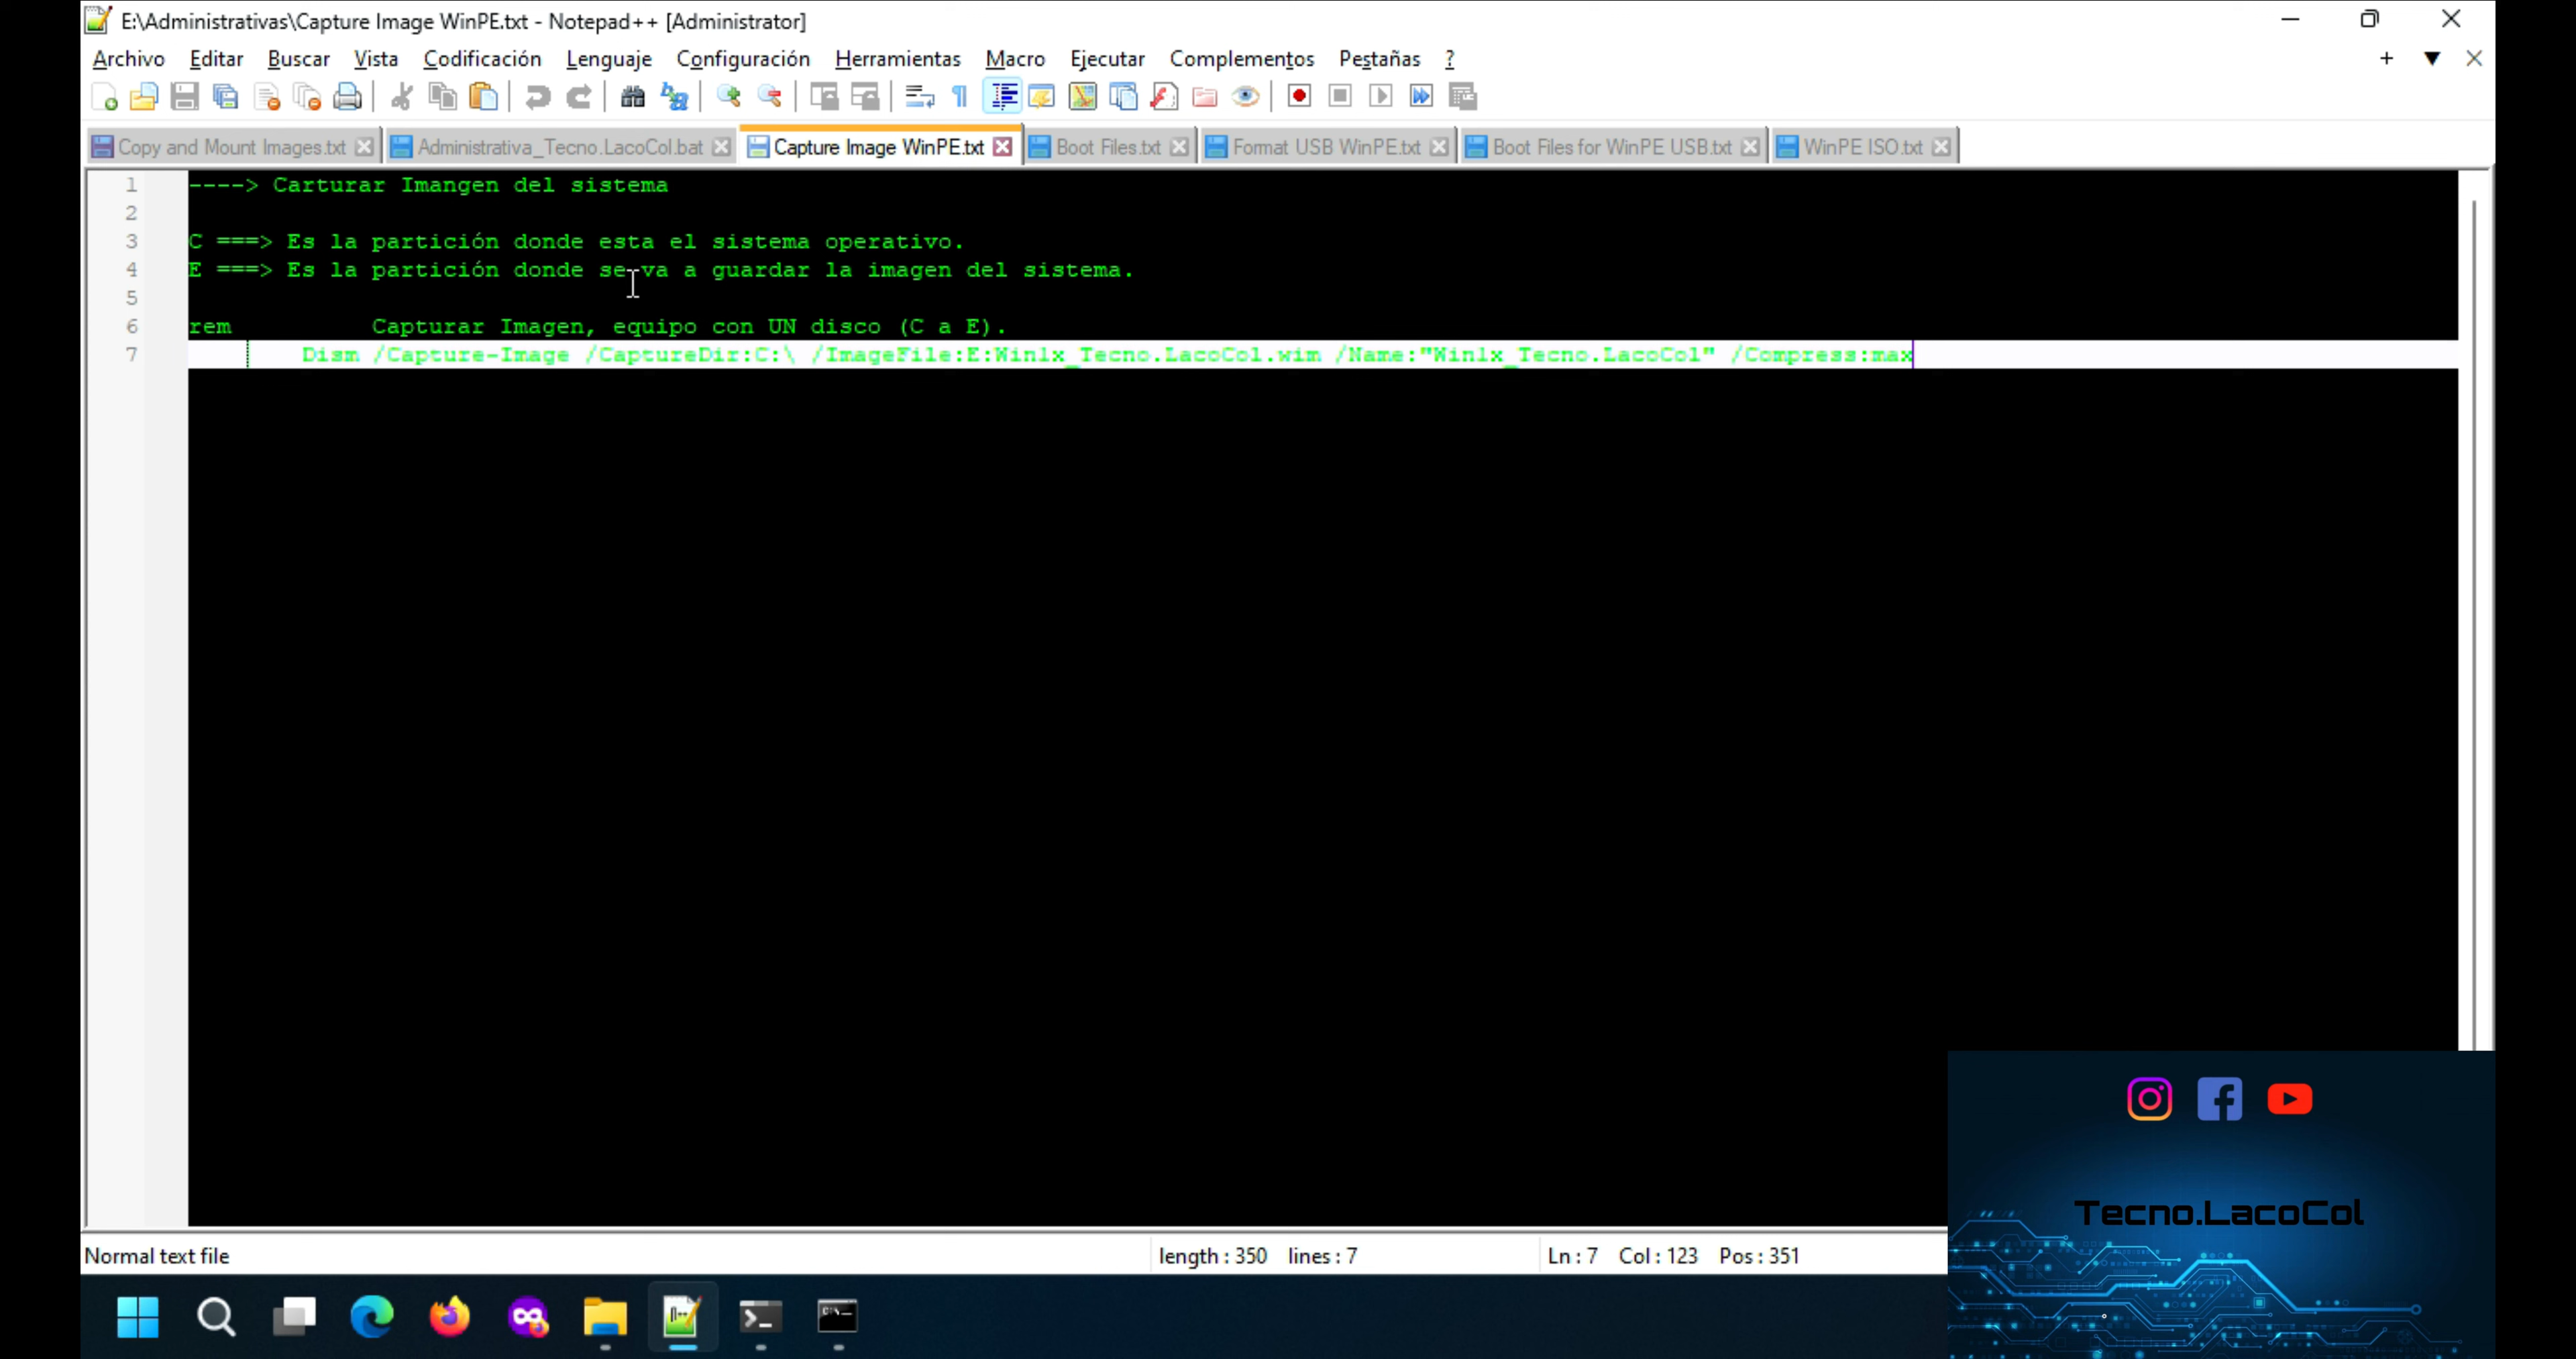 E:\Administrativas\Capture Image WinPE.txt - Notepad++ [Administrator]
Archivo Editar Buscar Vista Codificación Lenguaje Configuración Herramientas Macro Ejecutar Complementos Pestañas ?
Copy and Mount Images.txt Administrativa_Tecno.LacoCol.bat Capture Image WinPE.txt Boot Files.txt Format USB WinPE.txt Boot Files for WinPE USB.txt WinPE ISO.txt
1 ----> Carturar Imangen del sistema
2
3 C ===> Es la partición donde esta el sistema operativo.
4 E ===> Es la partición donde se va a guardar la imagen del sistema.
5
6 rem Capturar Imagen, equipo con UN disco (C a E).
7 Dism /Capture-Image /CaptureDir:C:\ /ImageFile:E:Win1x_Tecno.LacoCol.wim /Name:"Win1x_Tecno.LacoCol" /Compress:max
Tecno.LacoCol
Normal text file length : 350 lines : 7 Ln : 7 Col : 123 Pos : 351